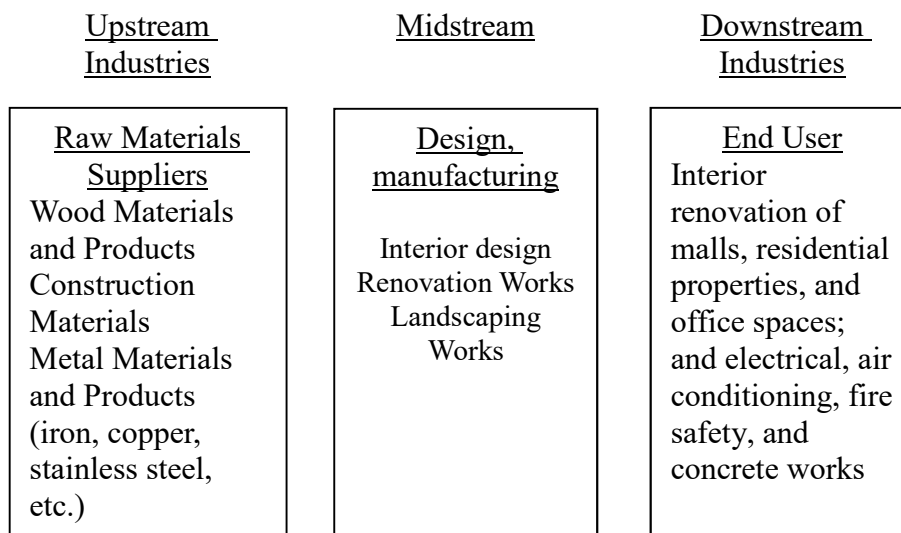 Upstream
Industries
Midstream
Downstream
Industries
Raw Materials
Suppliers
Wood Materials
and Products
Construction
Materials
Metal Materials
and Products
(iron, copper,
stainless steel,
etc.)
Design,
manufacturing
Interior design
Renovation Works
Landscaping
Works
End User
Interior
renovation of
malls, residential
properties, and
office spaces;
and electrical, air
conditioning, fire
safety, and
concrete works